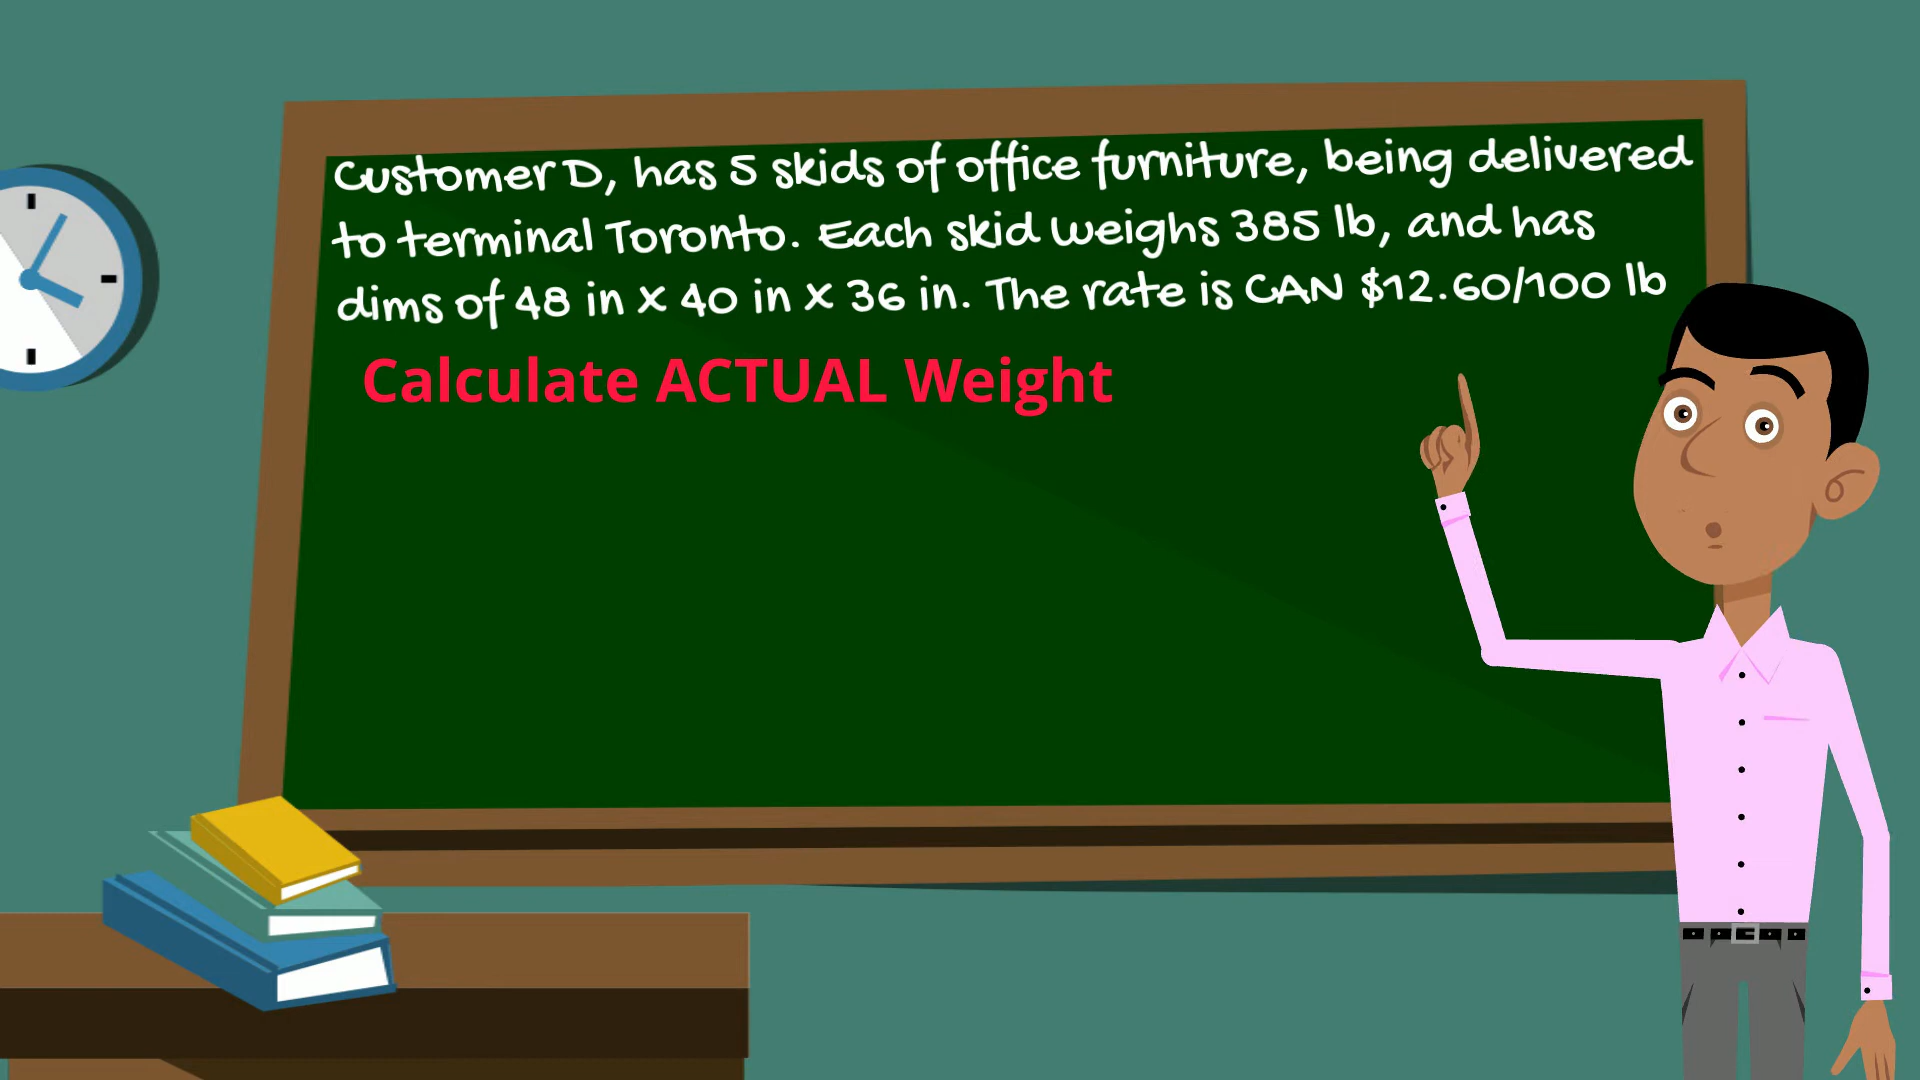 Customer D, has 5 skids of office furniture, being delivered
to terminal Toronto. Each skid weighs 385 lb, and has
dims of 48 in x 40 in x 36 in. The rate is CAN $12.60/100 lb
Calculate ACTUAL Weight